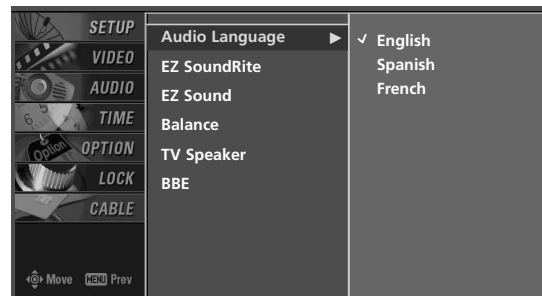 SETUP
VIDEO
AUDIO
TIME
Option OPTION
LOCK
CABLE
Move MENU Prev
Audio Language
EZ SoundRite
EZ Sound
Balance
TV Speaker
BBE
English
Spanish
French